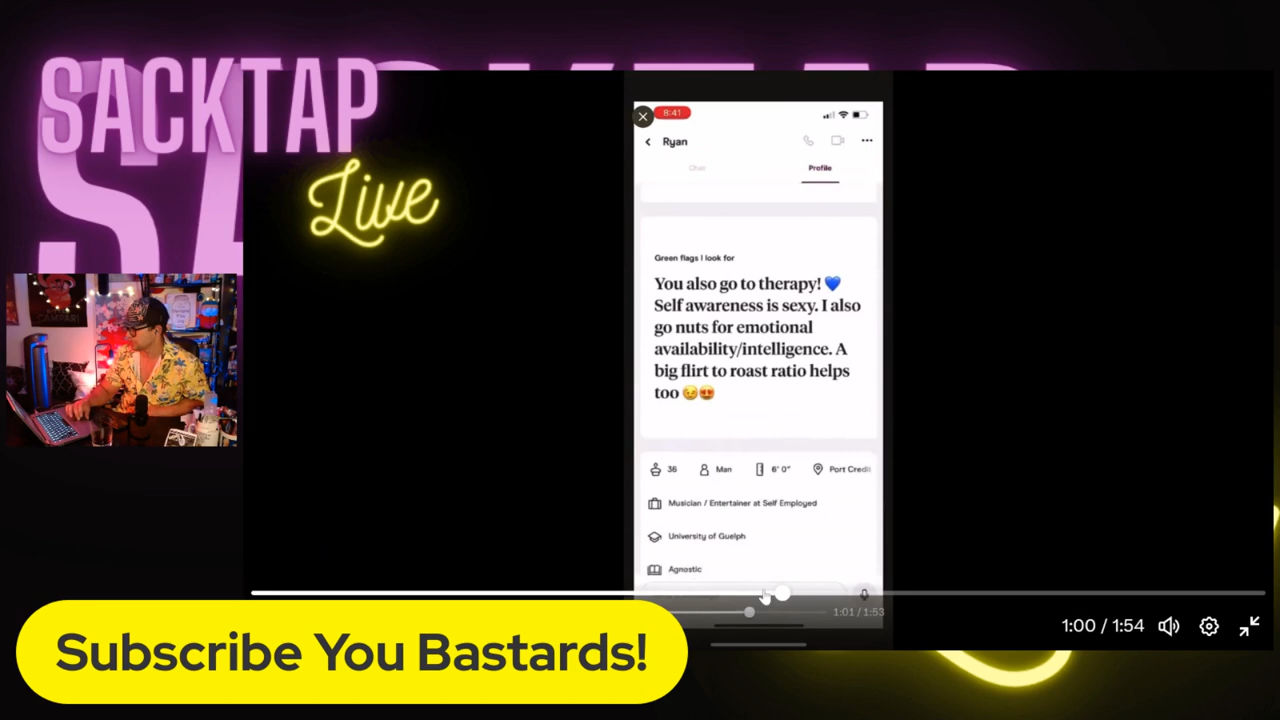 SACKTAP
Live
CAMPARI
8:41
Ryan
Chat
Profile
Green flags I look for
You also go to therapy! 💙
Self awareness is sexy. I also
go nuts for emotional
availability/intelligence. A
big flirt to roast ratio helps
too 😉😍
36 Man 6' 0" Port Credit
Musician / Entertainer at Self Employed
University of Guelph
Agnostic
1:01 / 1:53
1:00 / 1:54
Subscribe You Bastards!